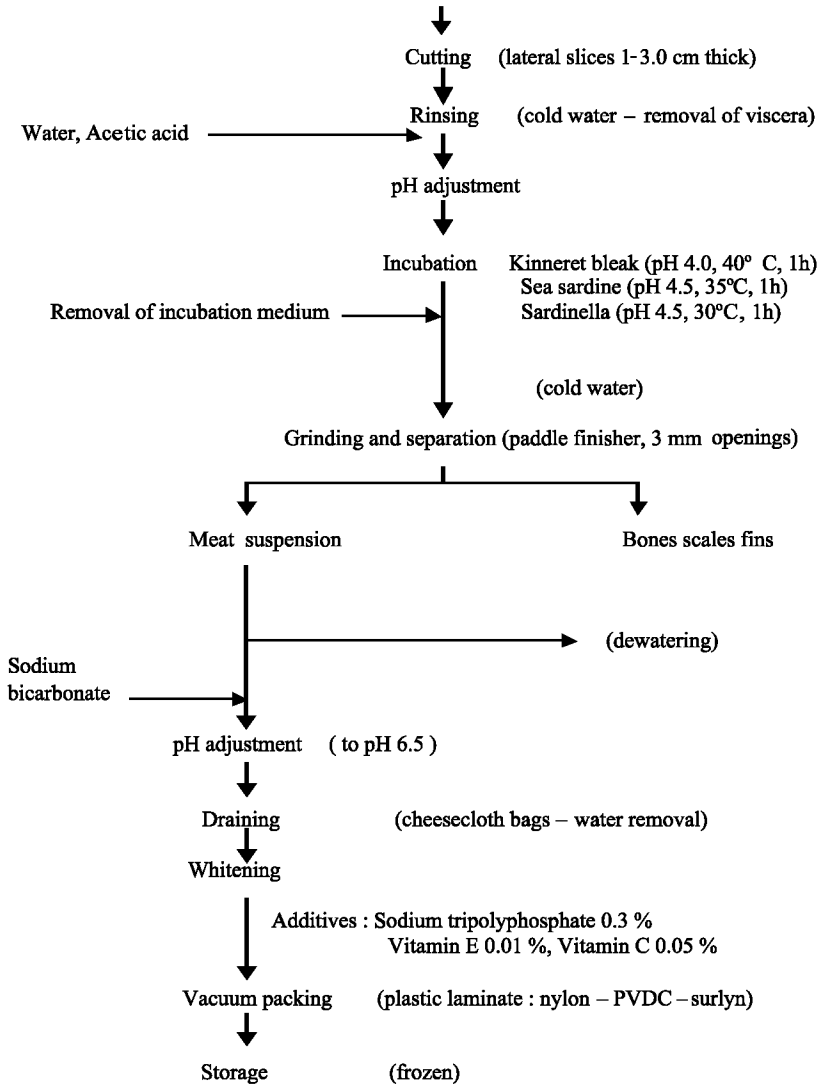 Cutting (lateral slices 1-3.0 cm thick)
Rinsing (cold water – removal of viscera)
Water, Acetic acid
pH adjustment
Incubation Kinneret bleak (pH 4.0, 40º C, 1h)
Sea sardine (pH 4.5, 35ºC, 1h)
Removal of incubation medium Sardinella (pH 4.5, 30ºC, 1h)
(cold water)
Grinding and separation (paddle finisher, 3 mm openings)
Meat suspension Bones scales fins
(dewatering)
Sodium
bicarbonate
pH adjustment ( to pH 6.5 )
Draining (cheesecloth bags – water removal)
Whitening
Additives : Sodium tripolyphosphate 0.3 %
Vitamin E 0.01 %, Vitamin C 0.05 %
Vacuum packing (plastic laminate : nylon – PVDC – surlyn)
Storage (frozen)